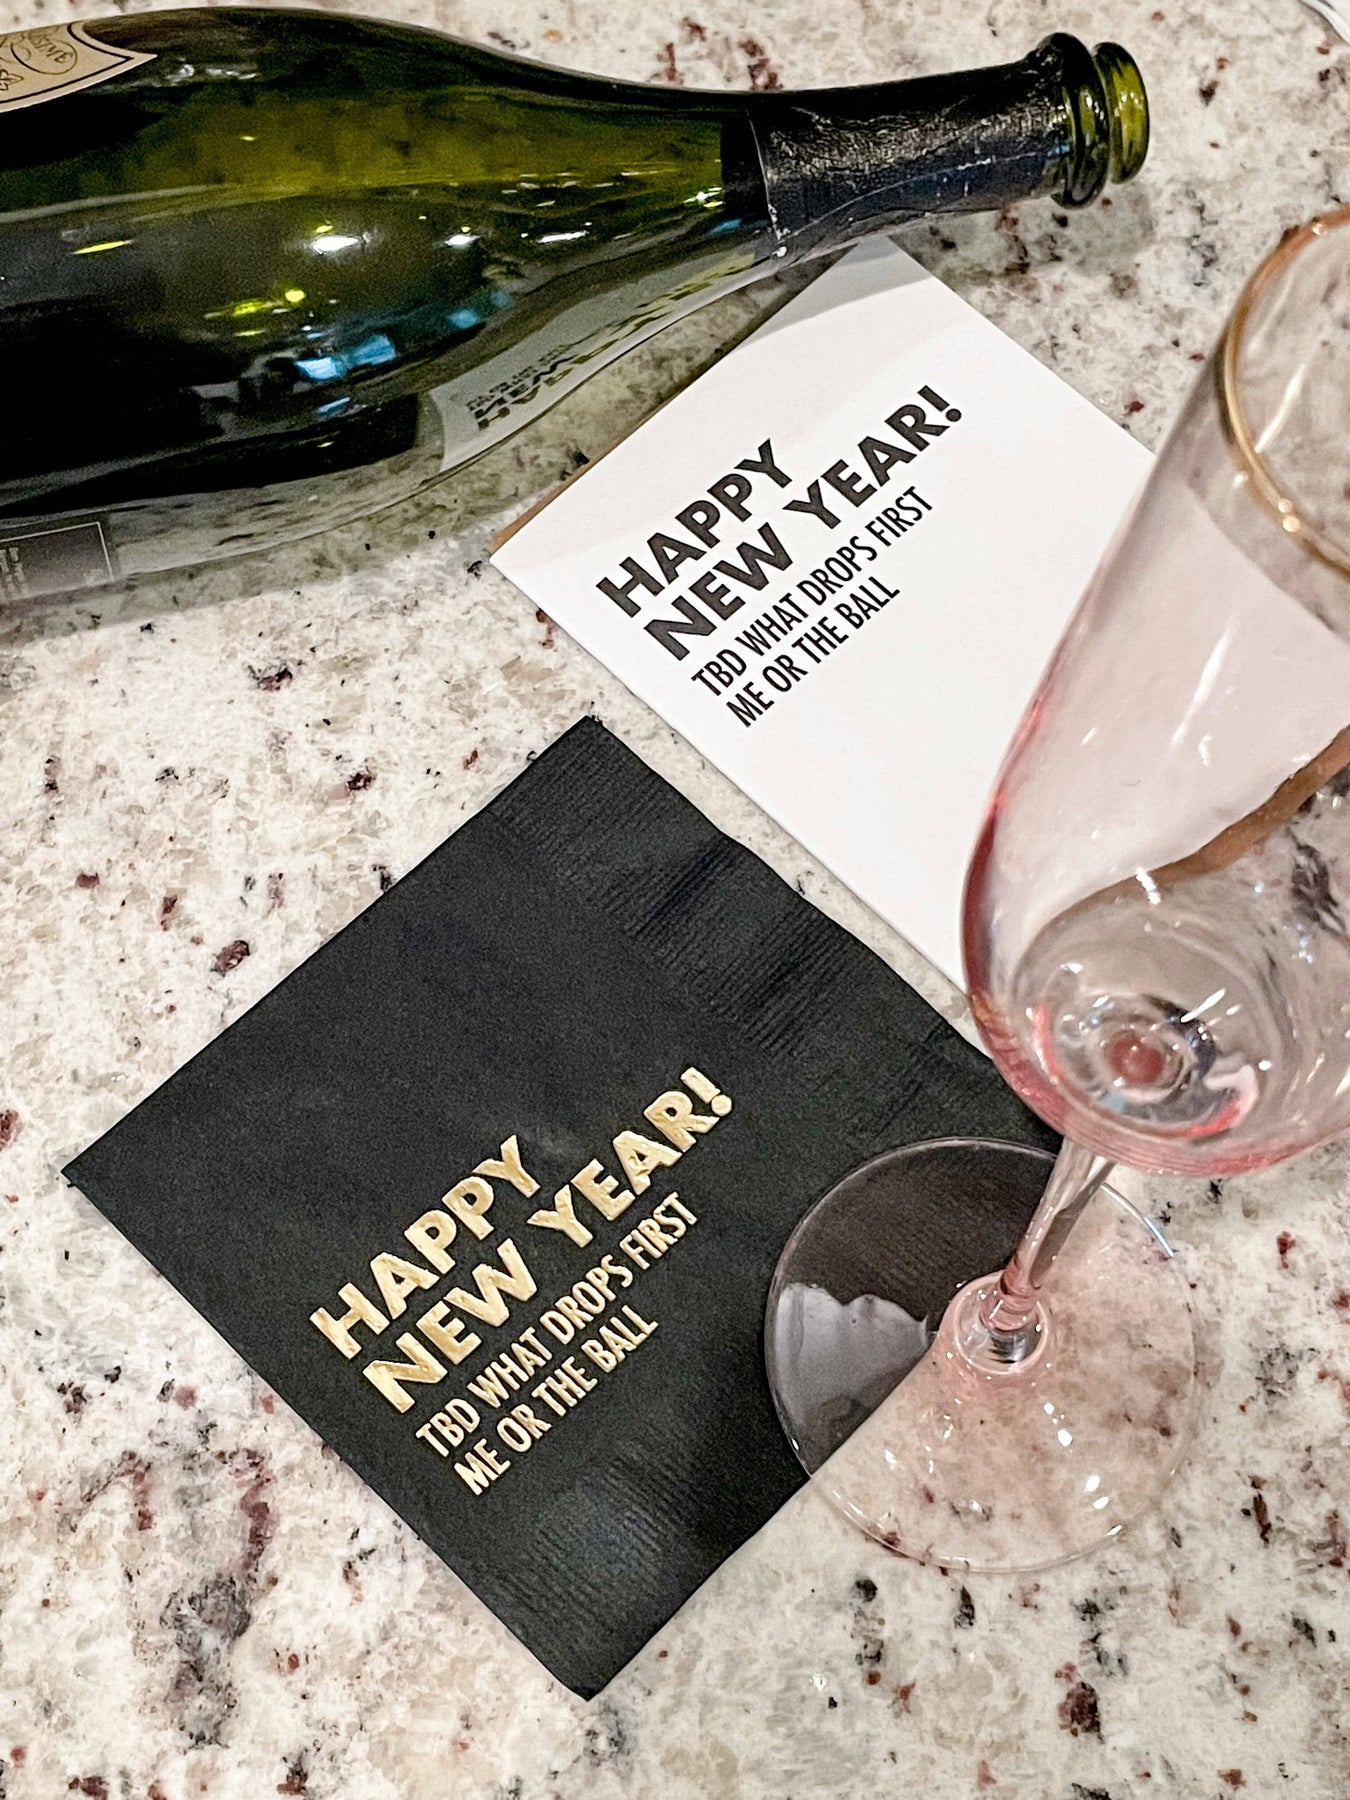 HAPPY
NEW YEAR!
TBD WHAT DROPS FIRST
ME OR THE BALL
HAPPY
NEW YEAR!
TBD WHAT DROPS FIRST
ME OR THE BALL